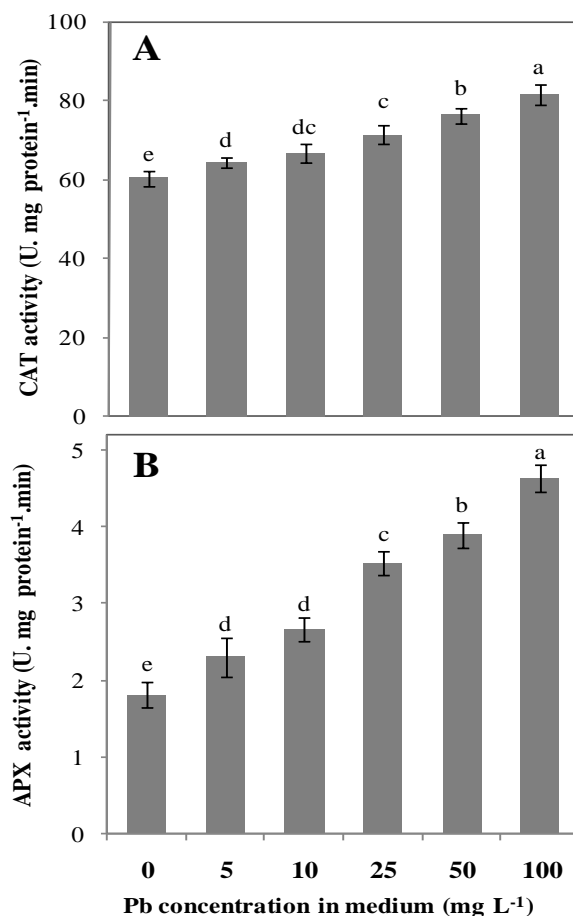 A
CAT activity (U. mg protein⁻¹.min)
100
80
60
40
20
0
e
d
dc
c
b
a
B
APX activity (U. mg protein⁻¹.min)
5
4
3
2
1
0
e
d
d
c
b
a
0 5 10 25 50 100
Pb concentration in medium (mg L⁻¹)